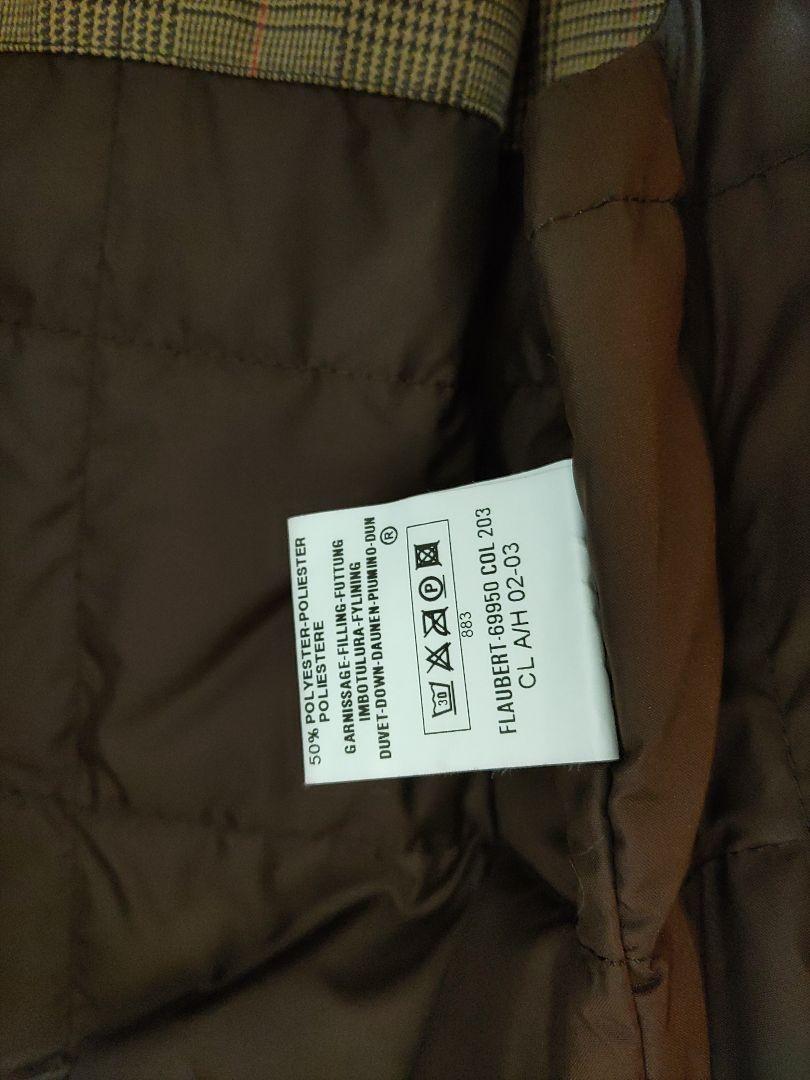 50% POLYESTER-POLIESTER
POLIESTERE
GARNISSAGE-FILLING-FUTTUNG
IMBOTULURA-FYLINING
DUVET-DOWN-DAUNEN-PIUMINO-DUN
®
30 P
883
FLAUBERT-69950 COL 203
CL A/H 02-03